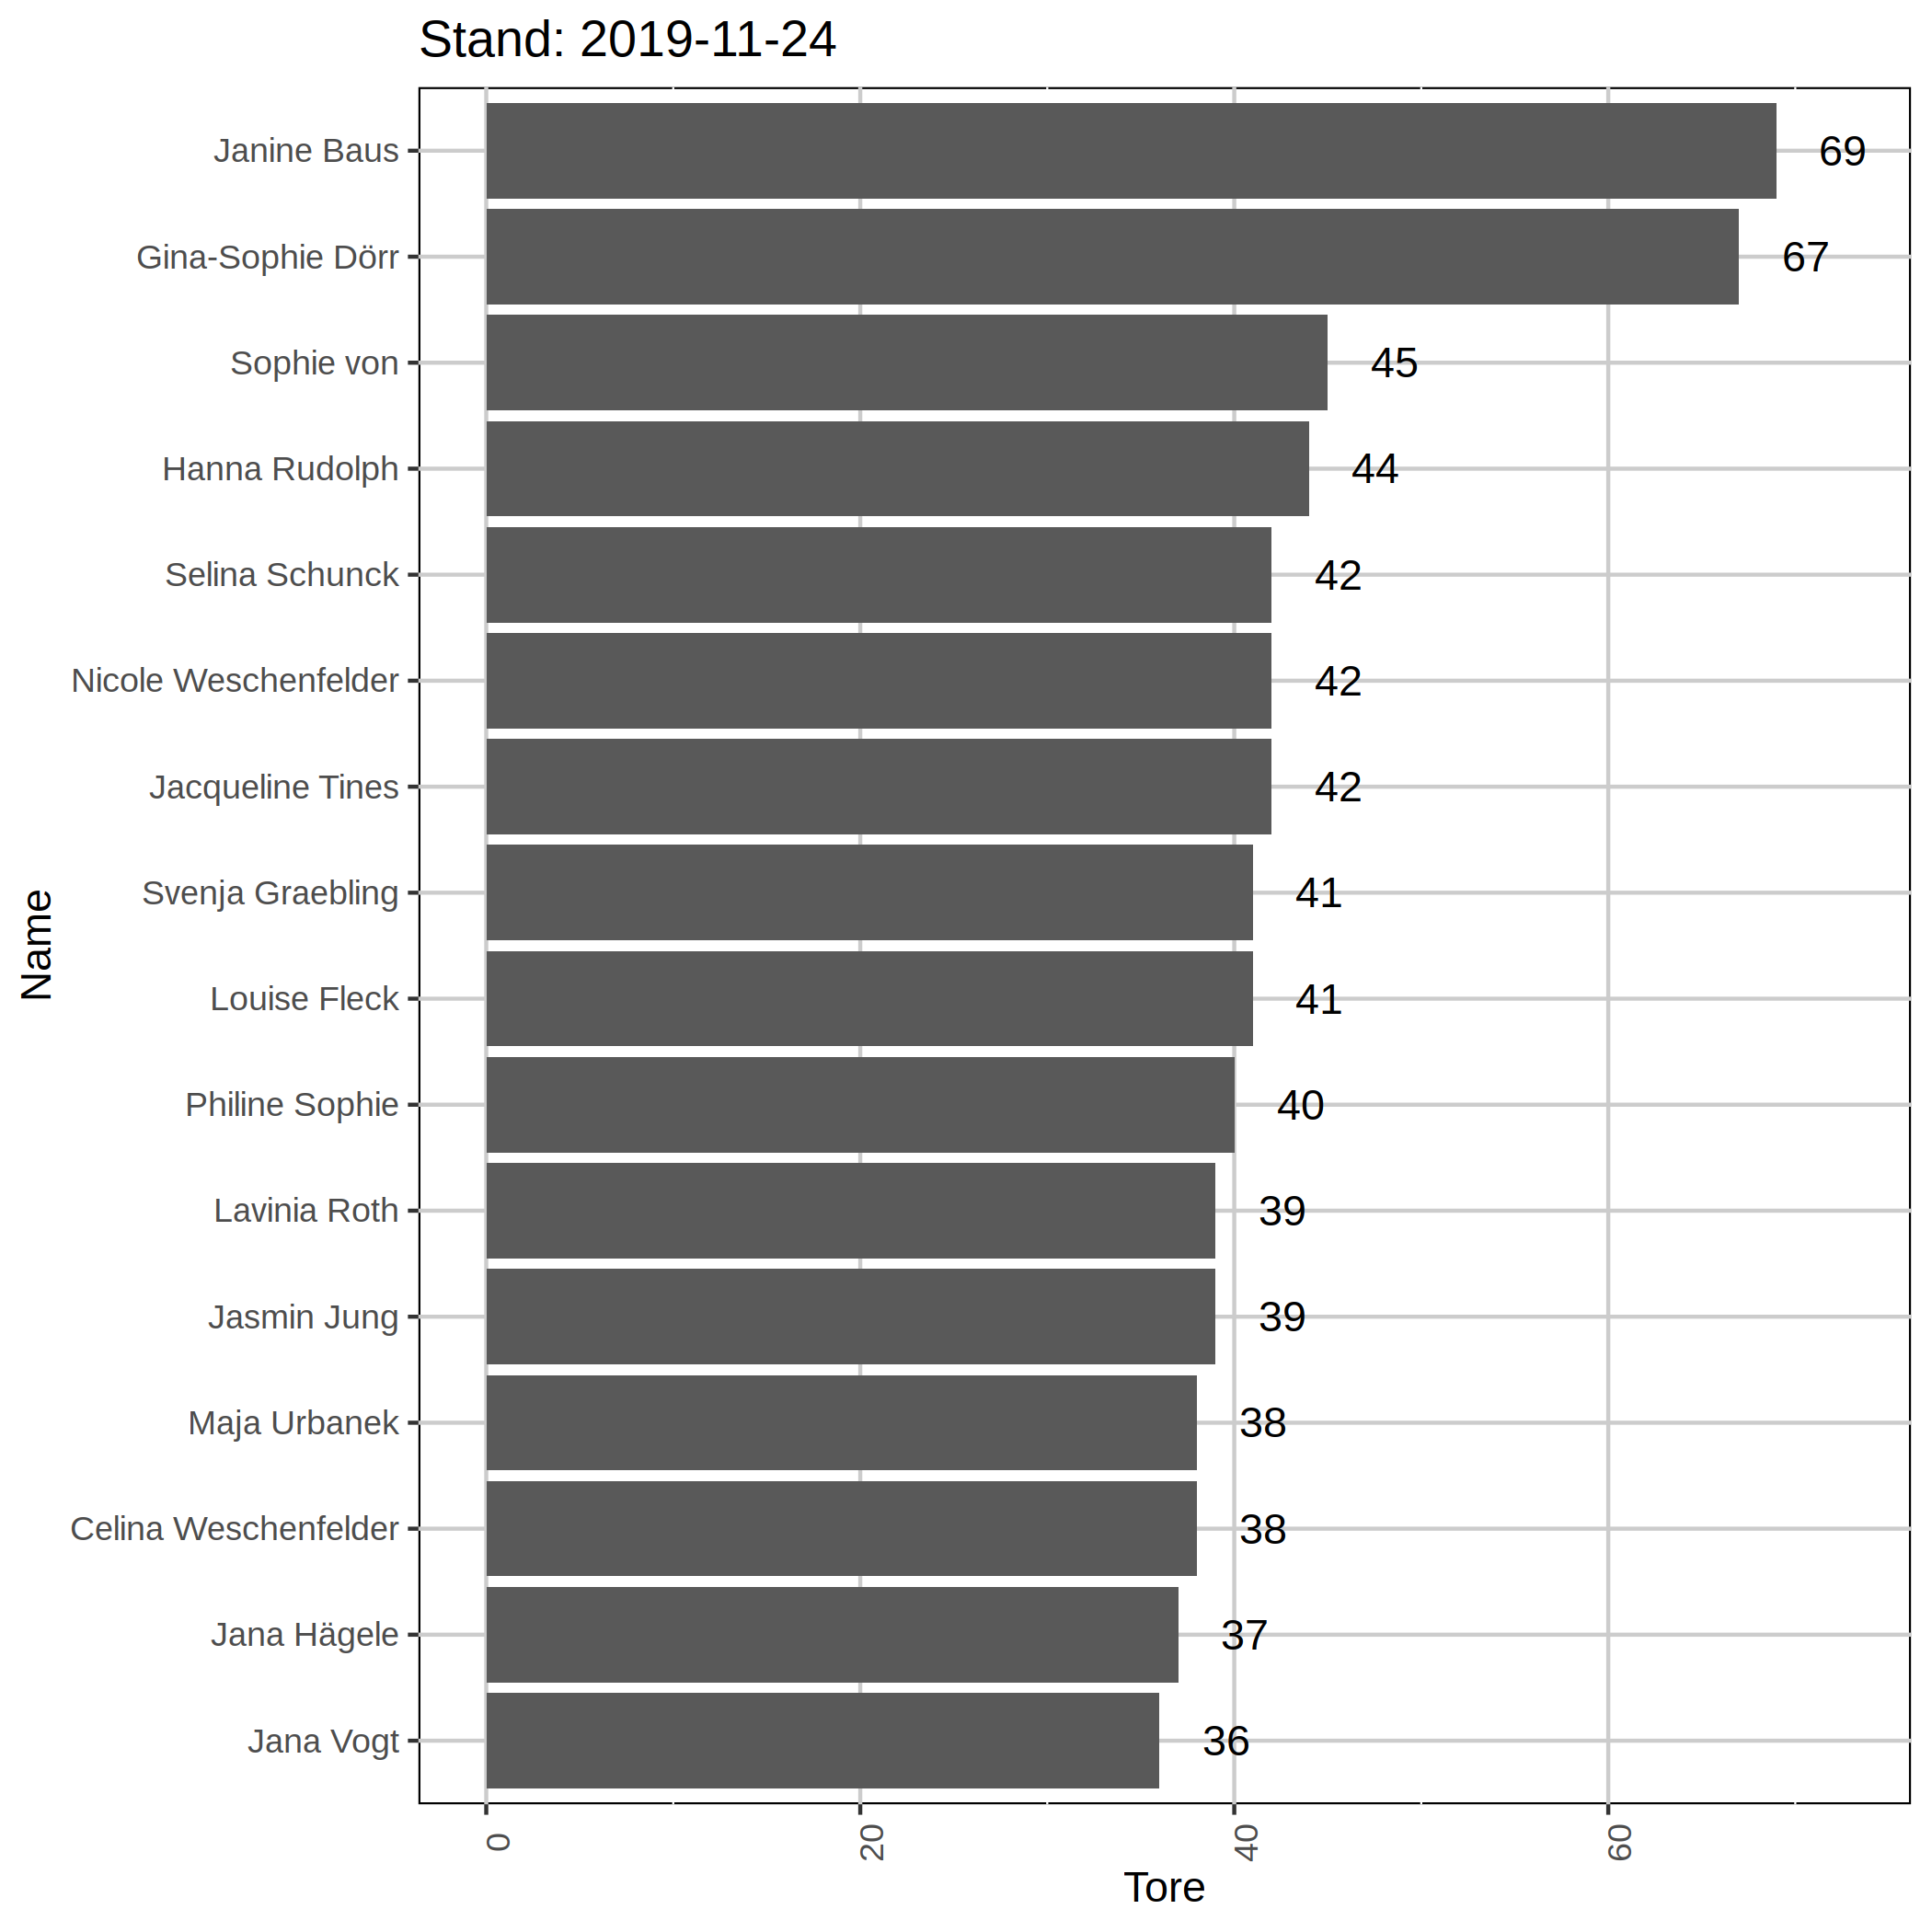 Stand: 2019-11-24
Janine Baus 69
Gina-Sophie Dörr 67
Sophie von 45
Hanna Rudolph 44
Selina Schunck 42
Nicole Weschenfelder 42
Jacqueline Tines 42
Svenja Graebling 41
Louise Fleck 41
Philine Sophie 40
Lavinia Roth 39
Jasmin Jung 39
Maja Urbanek 38
Celina Weschenfelder 38
Jana Hägele 37
Jana Vogt 36
Name
0 20 40 60
Tore